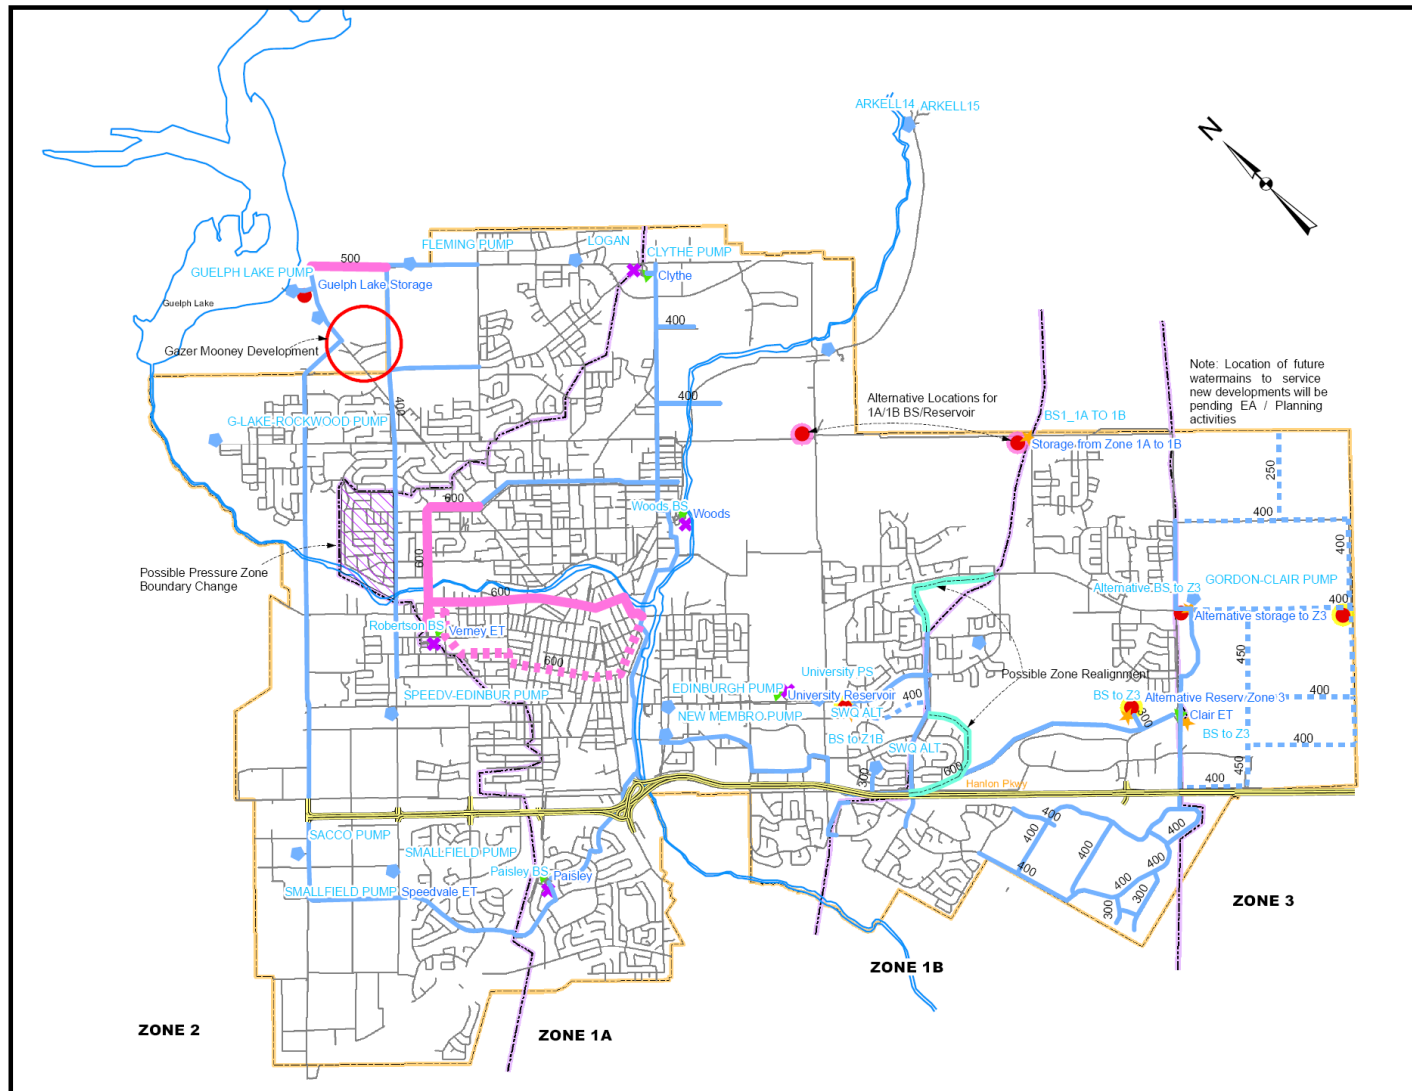 ARKELL14 ARKELL15
N
FLEMING PUMP
LOGAN
CLYTHE PUMP
500
GUELPH LAKE PUMP
Clythe
Guelph Lake Storage
Guelph Lake
400
Gazer Mooney Development
Note: Location of future
watermains to service
new developments will be
pending EA / Planning
activities
400
400
Alternative Locations for
1A/1B BS/Reservoir
BS1_1A TO 1B
G-LAKE-ROCKWOOD PUMP
Storage from Zone 1A to 1B
250
600
Woods BS
Woods
400
400
Possible Pressure Zone
Boundary Change
600
600
GORDON-CLAIR PUMP
Alternative BS to Z3
400
Alternative storage to Z3
Robertson BS
Verney ET
600
450
450
University PS
Possible Zone Realignment
SPEEDV-EDINBUR PUMP
EDINBURGH PUMP
University Reservoir
400
BS to Z3
Alternative Reserv Zone 3
400
NEW MEMBRO PUMP
SWQ ALT
300
Clair ET
BS to Z1B
SWQ ALT
BS to Z3
400
300
600
Hanlon Pkwy
450
400
SACCO PUMP
400
400
400
400
SMALLFIELD PUMP
400
400
Paisley BS
Paisley
400
SMALLFIELD PUMP
Speedvale ET
300
300
ZONE 3
ZONE 1B
ZONE 2
ZONE 1A